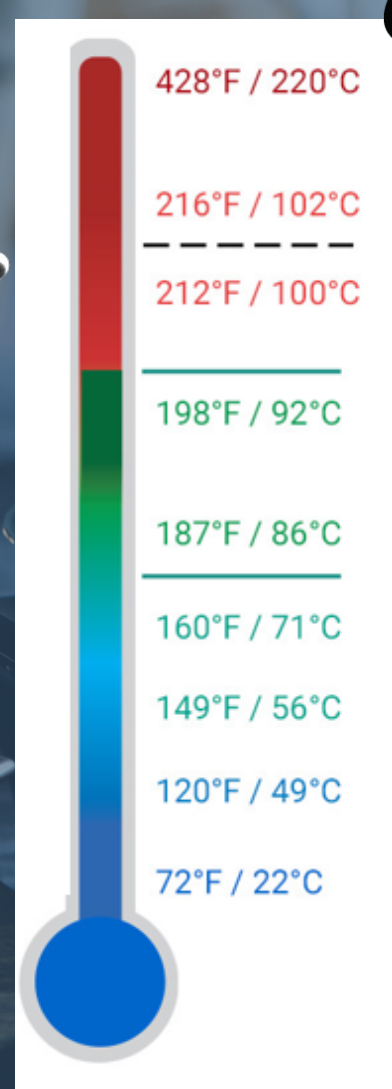 428°F / 220°C
216°F / 102°C
212°F / 100°C
198°F / 92°C
187°F / 86°C
160°F / 71°C
149°F / 56°C
120°F / 49°C
72°F / 22°C